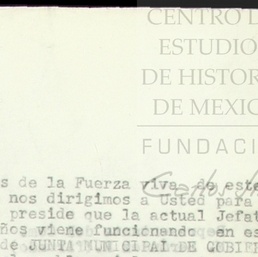 CENTRO D
ESTUDIO
DE HISTOR
DE MEXIC
FUNDACI
s de la Fuerza viva de este
nos dirigimos a Usted para
preside que la actual Jefat
ños viene funcionando en es
de JUNTA MUNICIPAL DE GOBIE